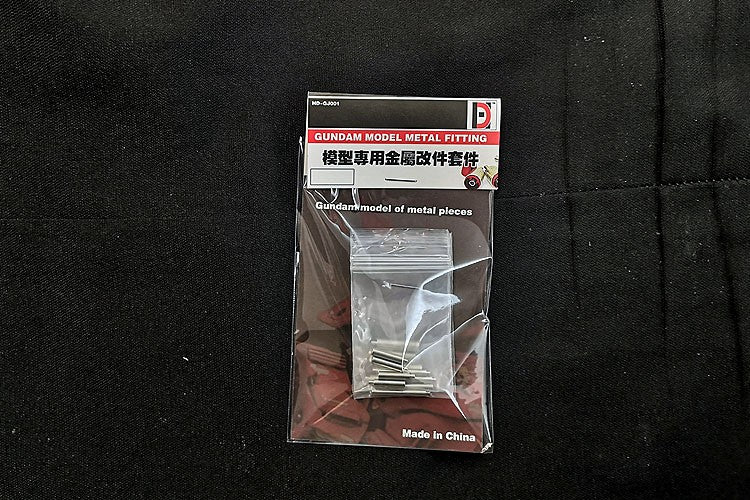 MD-GJ001
GUNDAM MODEL METAL FITTING
模型專用金屬改件套件
Gundam model of metal pieces
Made in China